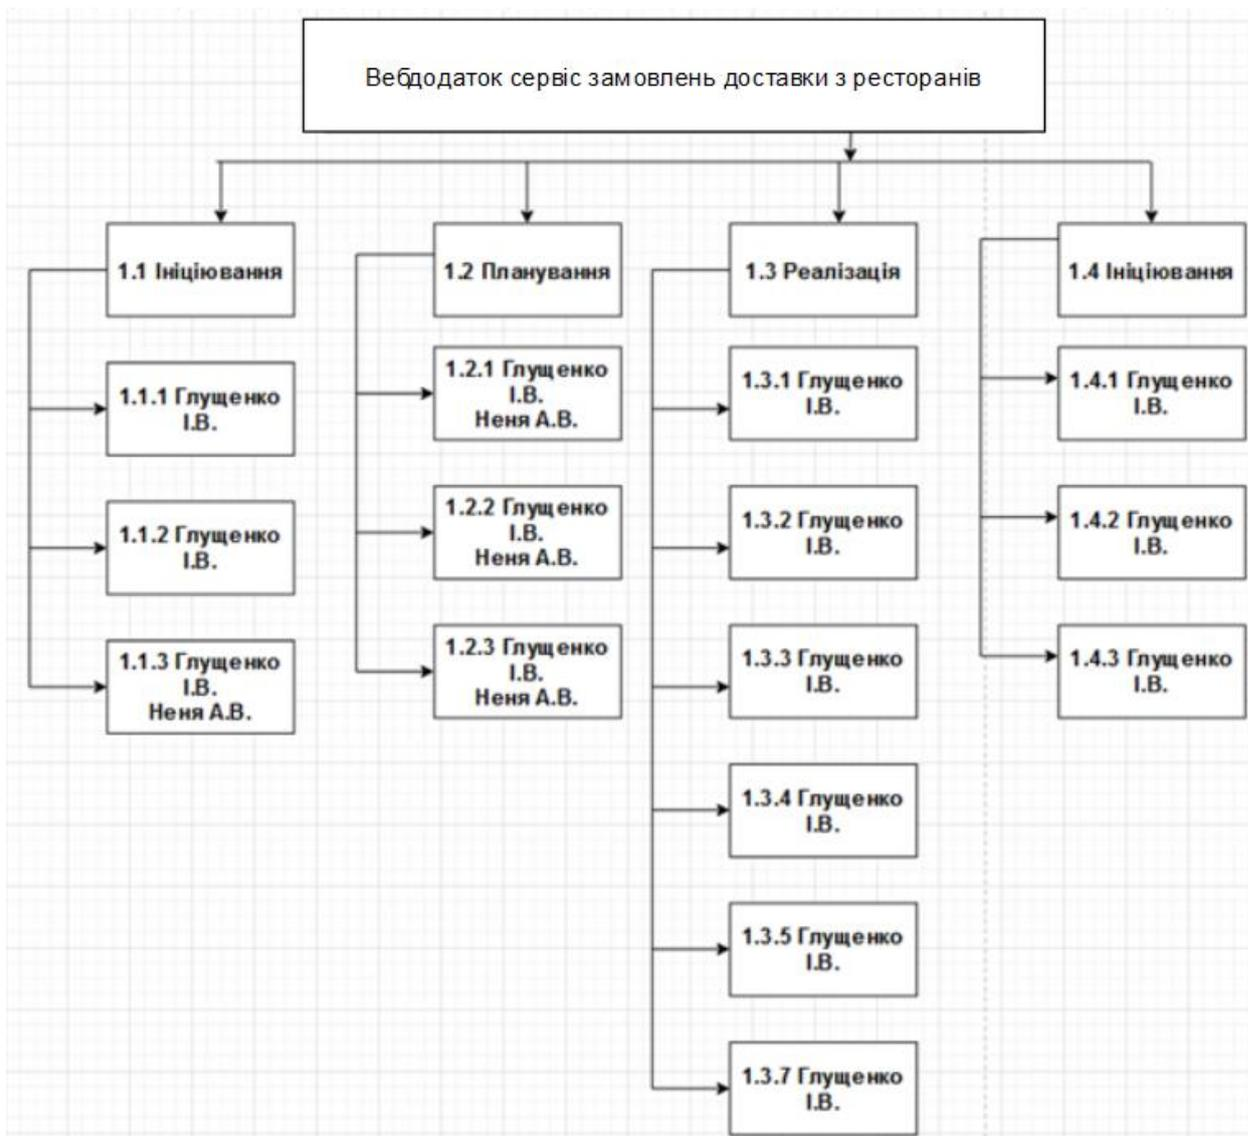 Вебдодаток сервіс замовлень доставки з ресторанів
1.1 Ініціювання
1.2 Планування
1.3 Реалізація
1.4 Ініціювання
1.1.1 Глущенко
І.В.
1.1.2 Глущенко
І.В.
1.1.3 Глущенко
І.В.
Неня А.В.
1.2.1 Глущенко
І.В.
Неня А.В.
1.2.2 Глущенко
І.В.
Неня А.В.
1.2.3 Глущенко
І.В.
Неня А.В.
1.3.1 Глущенко
І.В.
1.3.2 Глущенко
І.В.
1.3.3 Глущенко
І.В.
1.3.4 Глущенко
І.В.
1.3.5 Глущенко
І.В.
1.3.7 Глущенко
І.В.
1.4.1 Глущенко
І.В.
1.4.2 Глущенко
І.В.
1.4.3 Глущенко
І.В.